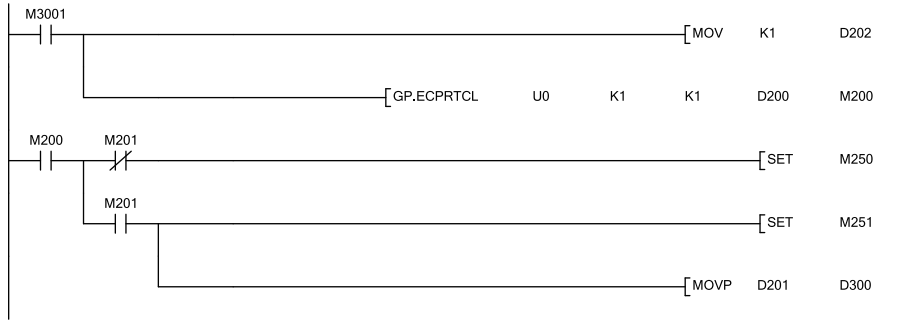 M3001
MOV K1 D202
GP.ECPRTCL U0 K1 K1 D200 M200
M200 M201
SET M250
M201
SET M251
MOVP D201 D300